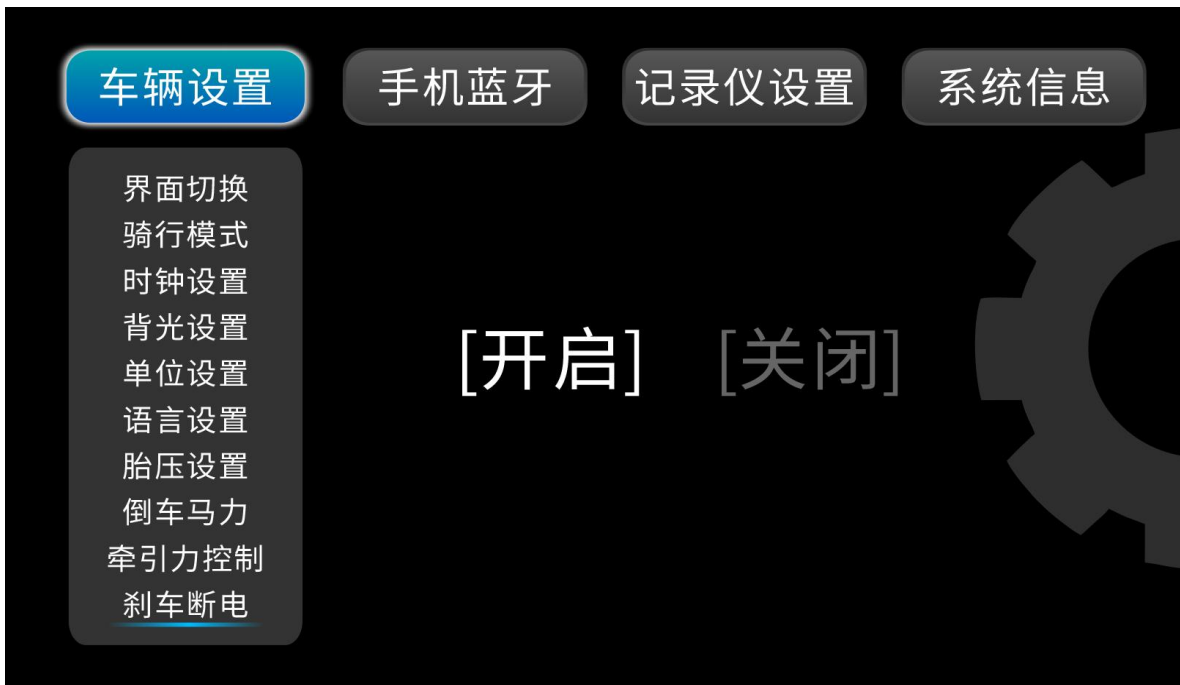 车辆设置 手机蓝牙 记录仪设置 系统信息
界面切换
骑行模式
时钟设置
背光设置
单位设置
语言设置
胎压设置
倒车马力
牵引力控制
刹车断电
[开启] [关闭]